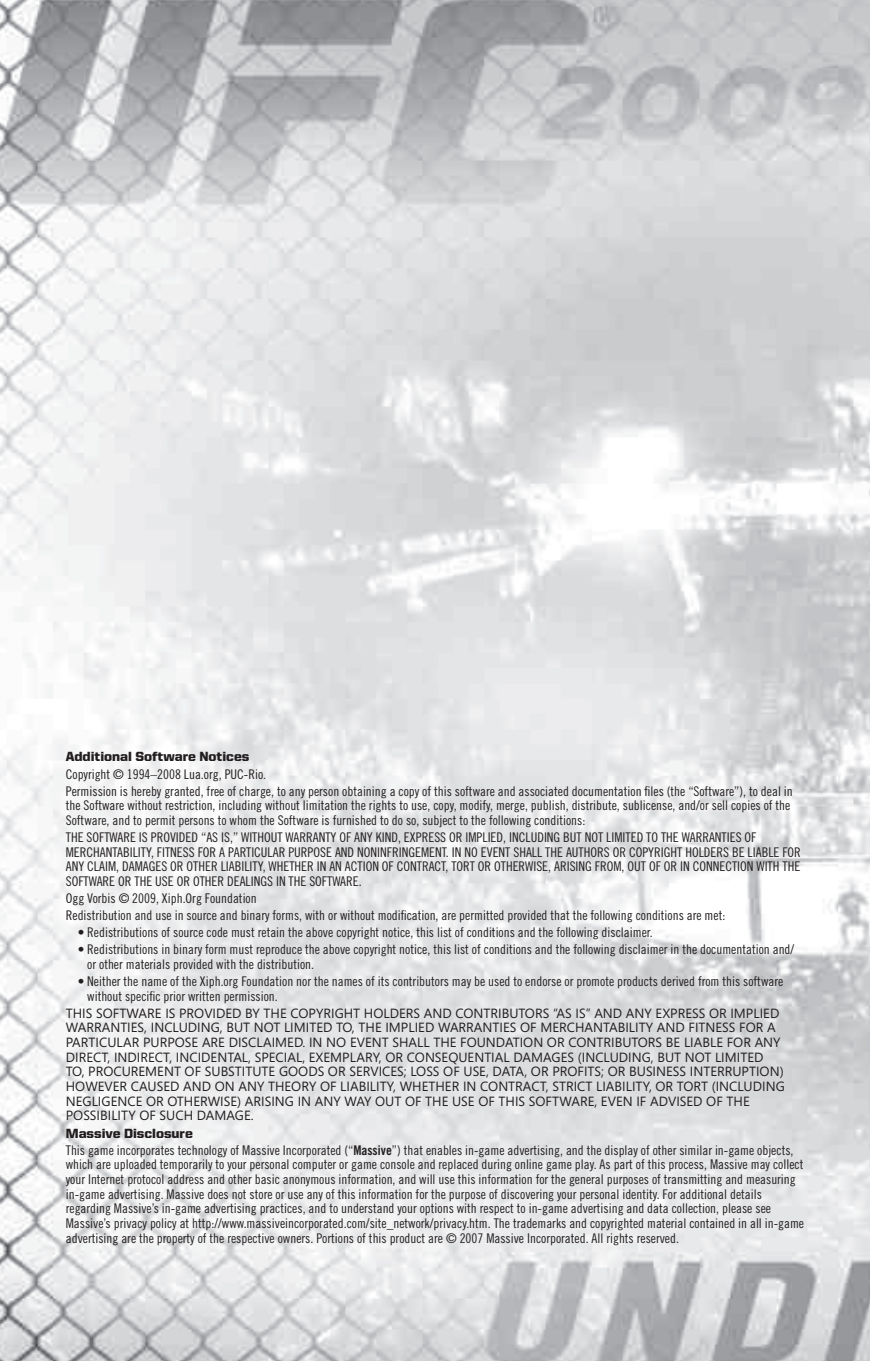 UFC®
2009
Additional Software Notices
Copyright © 1994–2008 Lua.org, PUC-Rio.
Permission is hereby granted, free of charge, to any person obtaining a copy of this software and associated documentation files (the “Software”), to deal in
the Software without restriction, including without limitation the rights to use, copy, modify, merge, publish, distribute, sublicense, and/or sell copies of the
Software, and to permit persons to whom the Software is furnished to do so, subject to the following conditions:
THE SOFTWARE IS PROVIDED “AS IS,” WITHOUT WARRANTY OF ANY KIND, EXPRESS OR IMPLIED, INCLUDING BUT NOT LIMITED TO THE WARRANTIES OF
MERCHANTABILITY, FITNESS FOR A PARTICULAR PURPOSE AND NONINFRINGEMENT. IN NO EVENT SHALL THE AUTHORS OR COPYRIGHT HOLDERS BE LIABLE FOR
ANY CLAIM, DAMAGES OR OTHER LIABILITY, WHETHER IN AN ACTION OF CONTRACT, TORT OR OTHERWISE, ARISING FROM, OUT OF OR IN CONNECTION WITH THE
SOFTWARE OR THE USE OR OTHER DEALINGS IN THE SOFTWARE.
Ogg Vorbis © 2009, Xiph.Org Foundation
Redistribution and use in source and binary forms, with or without modification, are permitted provided that the following conditions are met:
• Redistributions of source code must retain the above copyright notice, this list of conditions and the following disclaimer.
• Redistributions in binary form must reproduce the above copyright notice, this list of conditions and the following disclaimer in the documentation and/
or other materials provided with the distribution.
• Neither the name of the Xiph.org Foundation nor the names of its contributors may be used to endorse or promote products derived from this software
without specific prior written permission.
THIS SOFTWARE IS PROVIDED BY THE COPYRIGHT HOLDERS AND CONTRIBUTORS “AS IS” AND ANY EXPRESS OR IMPLIED
WARRANTIES, INCLUDING, BUT NOT LIMITED TO, THE IMPLIED WARRANTIES OF MERCHANTABILITY AND FITNESS FOR A
PARTICULAR PURPOSE ARE DISCLAIMED. IN NO EVENT SHALL THE FOUNDATION OR CONTRIBUTORS BE LIABLE FOR ANY
DIRECT, INDIRECT, INCIDENTAL, SPECIAL, EXEMPLARY, OR CONSEQUENTIAL DAMAGES (INCLUDING, BUT NOT LIMITED
TO, PROCUREMENT OF SUBSTITUTE GOODS OR SERVICES; LOSS OF USE, DATA, OR PROFITS; OR BUSINESS INTERRUPTION)
HOWEVER CAUSED AND ON ANY THEORY OF LIABILITY, WHETHER IN CONTRACT, STRICT LIABILITY, OR TORT (INCLUDING
NEGLIGENCE OR OTHERWISE) ARISING IN ANY WAY OUT OF THE USE OF THIS SOFTWARE, EVEN IF ADVISED OF THE
POSSIBILITY OF SUCH DAMAGE.
Massive Disclosure
This game incorporates technology of Massive Incorporated (“Massive”) that enables in-game advertising, and the display of other similar in-game objects,
which are uploaded temporarily to your personal computer or game console and replaced during online game play. As part of this process, Massive may collect
your Internet protocol address and other basic anonymous information, and will use this information for the general purposes of transmitting and measuring
in-game advertising. Massive does not store or use any of this information for the purpose of discovering your personal identity. For additional details
regarding Massive’s in-game advertising practices, and to understand your options with respect to in-game advertising and data collection, please see
Massive’s privacy policy at http://www.massiveincorporated.com/site_network/privacy.htm. The trademarks and copyrighted material contained in all in-game
advertising are the property of the respective owners. Portions of this product are © 2007 Massive Incorporated. All rights reserved.
UNDI